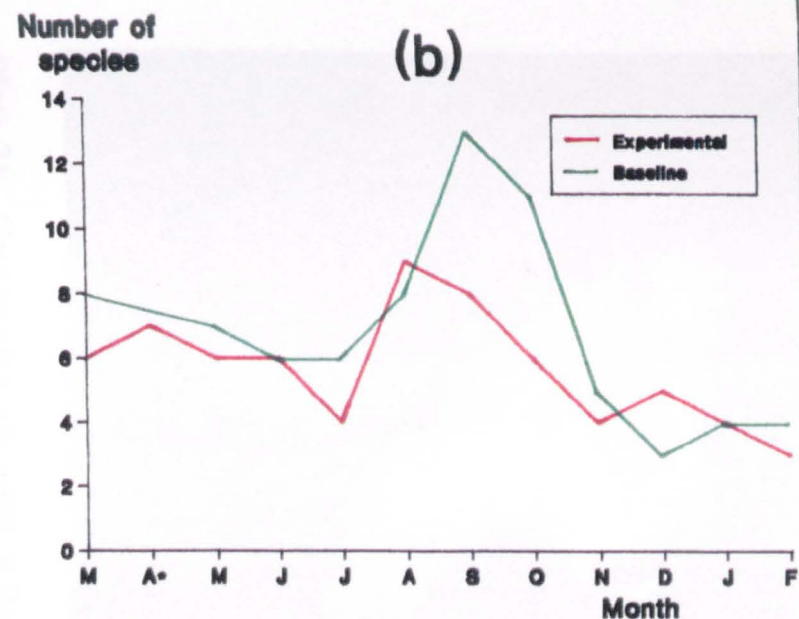 Number of
species
(b)
14
12
10
8
6
4
2
0
Experimental
Baseline
M A* M J J A S O N D J F
Month